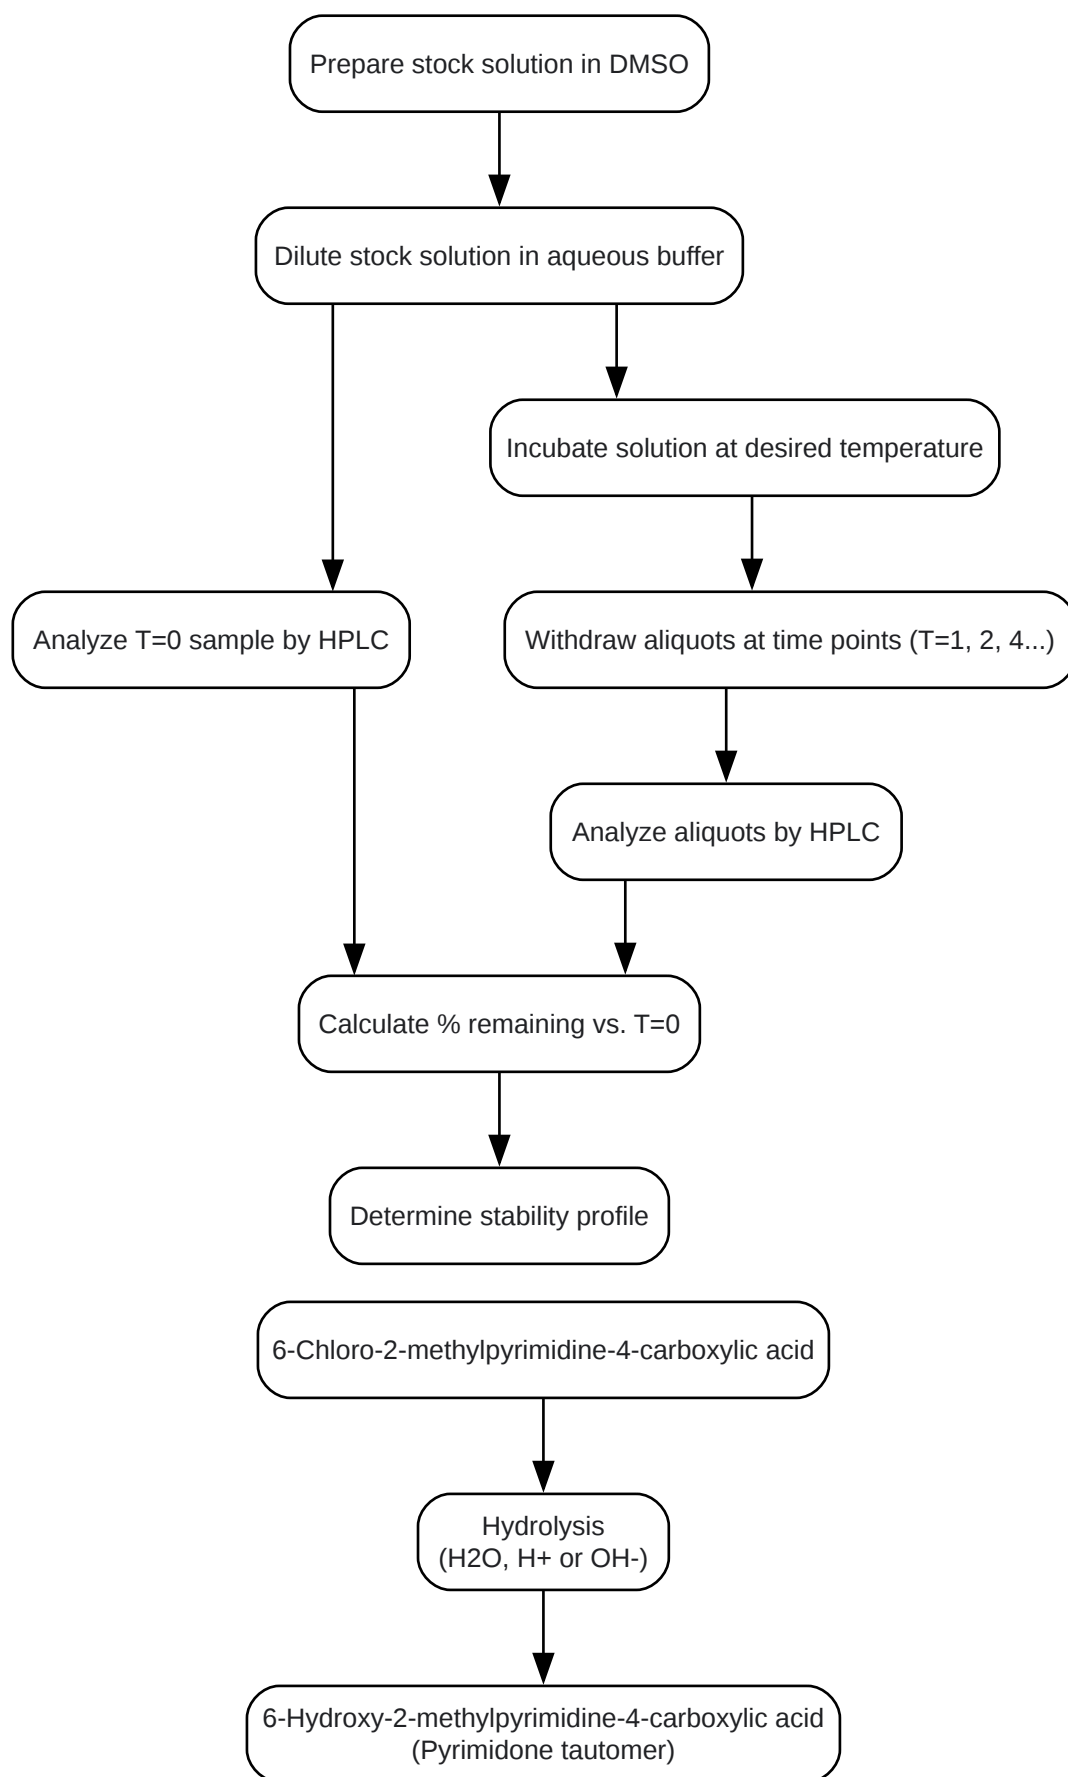 Prepare stock solution in DMSO
Dilute stock solution in aqueous buffer
Incubate solution at desired temperature
Analyze T=0 sample by HPLC
Withdraw aliquots at time points (T=1, 2, 4...)
Analyze aliquots by HPLC
Calculate % remaining vs. T=0
Determine stability profile
6-Chloro-2-methylpyrimidine-4-carboxylic acid
Hydrolysis
(H2O, H+ or OH-)
6-Hydroxy-2-methylpyrimidine-4-carboxylic acid
(Pyrimidone tautomer)